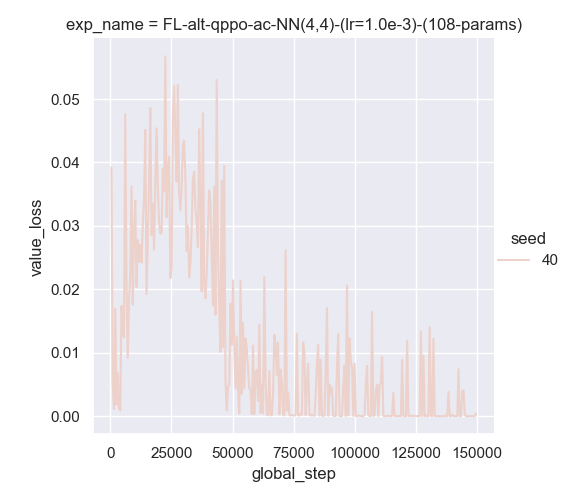 exp_name = FL-alt-qppo-ac-NN(4,4)-(lr=1.0e-3)-(108-params)
0.05
0.04
0.03
0.02
0.01
0.00
value_loss
seed
40
0 25000 50000 75000 100000 125000 150000
global_step